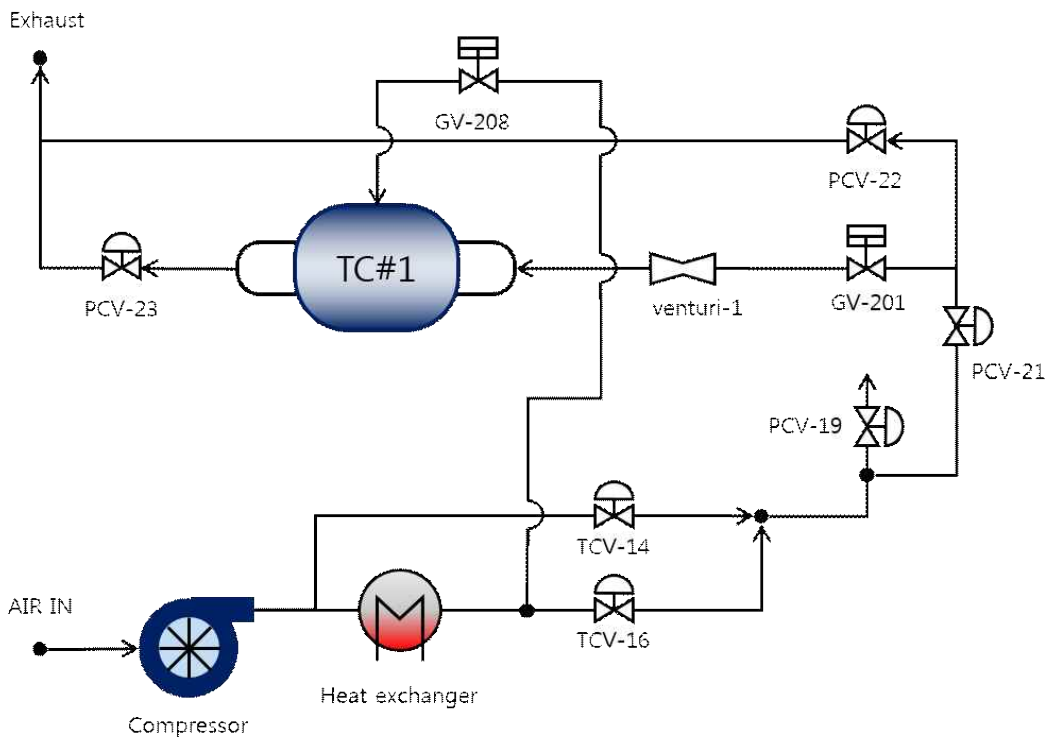 Exhaust
GV-208
PCV-22
TC#1
PCV-23
venturi-1
GV-201
PCV-21
PCV-19
TCV-14
AIR IN
TCV-16
Heat exchanger
Compressor